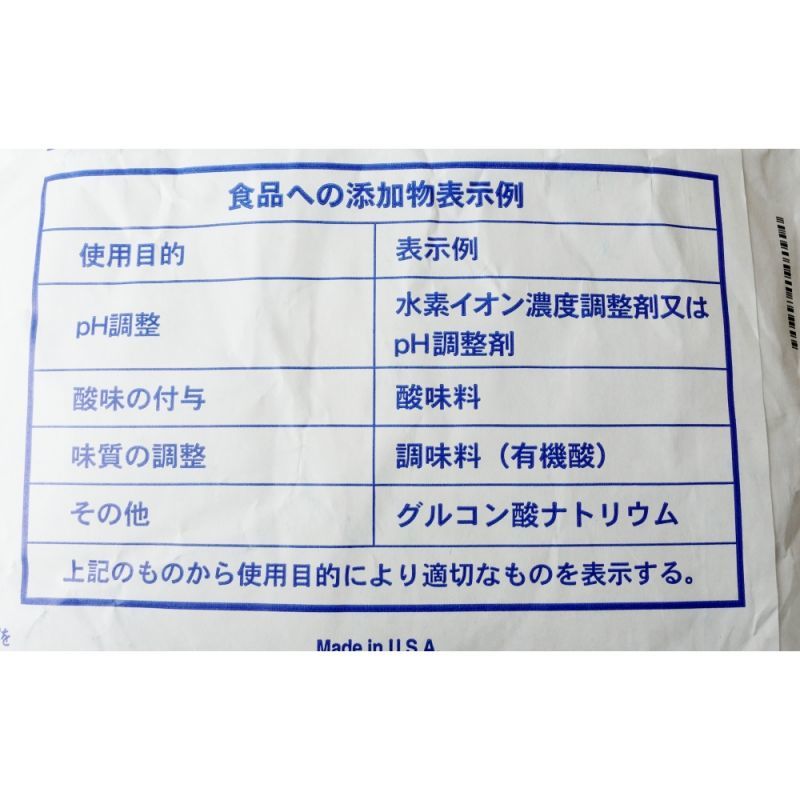 食品への添加物表示例
使用目的 表示例
pH調整 水素イオン濃度調整剤又は
pH調整剤
酸味の付与 酸味料
味質の調整 調味料（有機酸）
その他 グルコン酸ナトリウム
上記のものから使用目的により適切なものを表示する。
を
Made in U.S.A